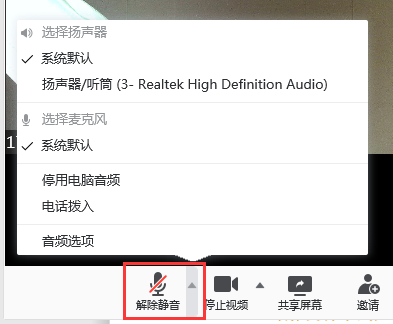 选择扬声器
系统默认
扬声器/听筒 (3- Realtek High Definition Audio)
选择麦克风
系统默认
停用电脑音频
电话拨入
音频选项
解除静音 停止视频 共享屏幕 邀请